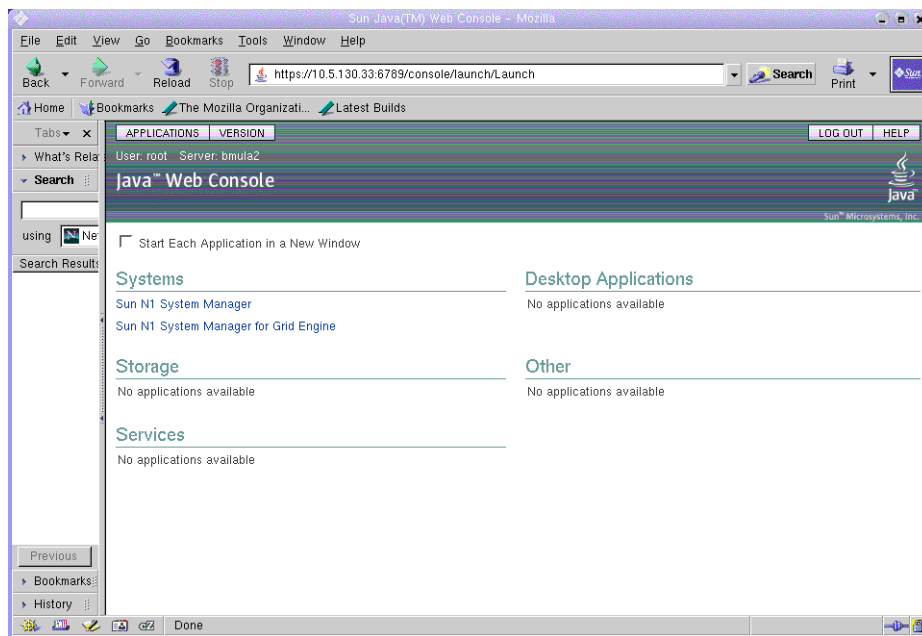 Sun Java(TM) Web Console - Mozilla
File Edit View Go Bookmarks Tools Window Help
Back Forward Reload Stop https://10.5.130.33:6789/console/launch/Launch Search Print Sun
Home Bookmarks The Mozilla Organizati... Latest Builds
Tabs APPLICATIONS VERSION LOG OUT HELP
What's Rela
User: root Server: bmula2
Search
Java™ Web Console
Java™
Sun™ Microsystems, Inc.
using Ne
Start Each Application in a New Window
Search Results
Systems
Sun N1 System Manager
Sun N1 System Manager for Grid Engine
Desktop Applications
No applications available
Storage
No applications available
Other
No applications available
Services
No applications available
Previous
Bookmarks
History
Done